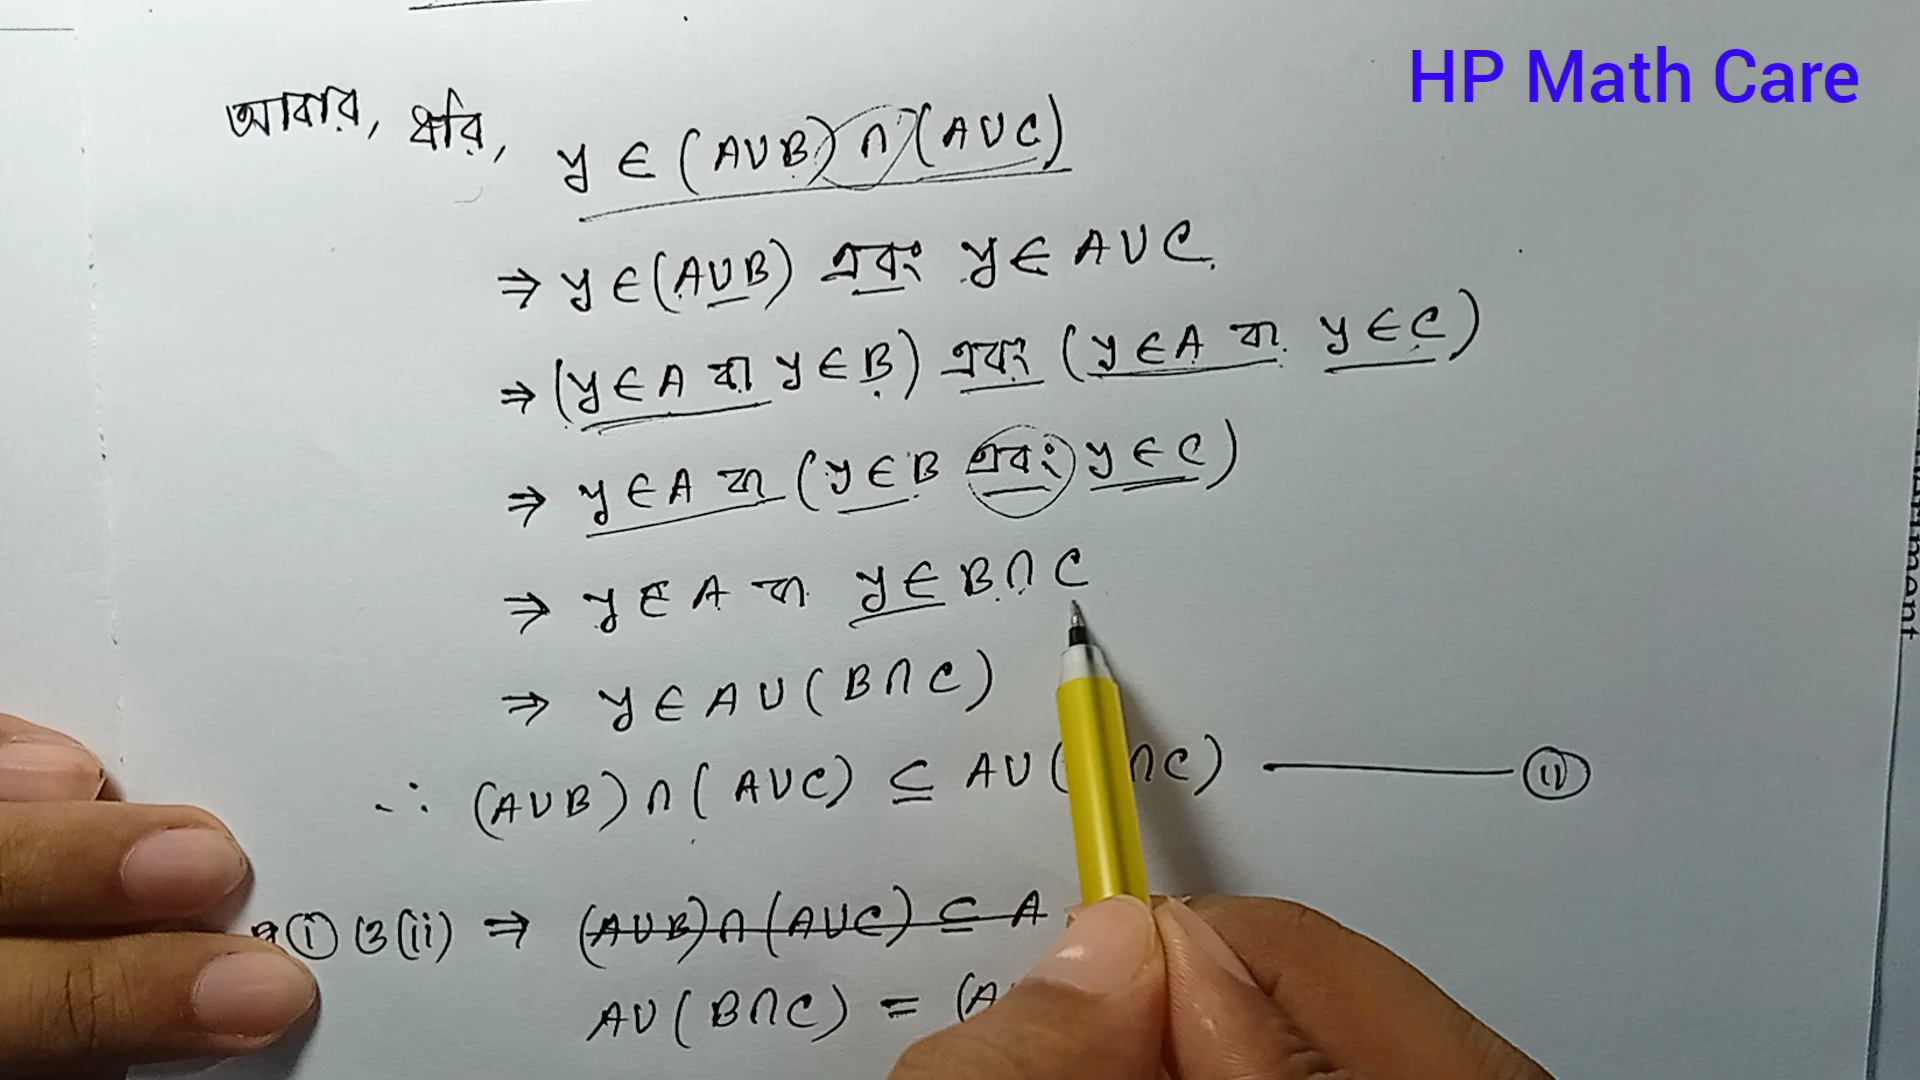 HP Math Care
আবার, ধরি, y ∈ (A∪B) ∩ (A∪C)
⇒ y ∈ (A∪B) এবং y ∈ A∪C.
⇒ (y ∈ A বা y ∈ B) এবং (y ∈ A বা y ∈ C)
⇒ y ∈ A বা (y ∈ B এবং y ∈ C)
⇒ y ∈ A বা y ∈ B∩C
⇒ y ∈ A∪(B∩C)
∴ (A∪B)∩(A∪C) ⊆ A∪( ∩C) —— (ii)
(i) ও (ii) ⇒ (A∪B)∩(A∪C) ⊆ A
A∪(B∩C) = (A